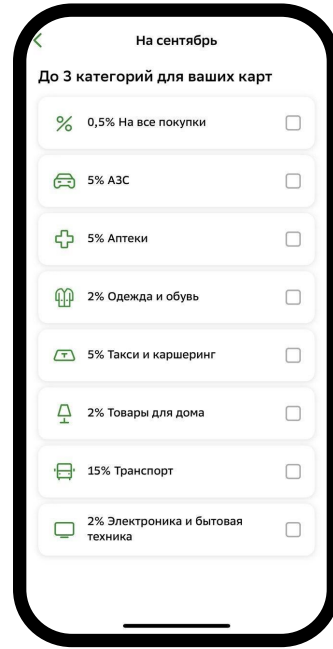 На сентябрь
До 3 категорий для ваших карт
0,5% На все покупки
5% АЗС
5% Аптеки
2% Одежда и обувь
5% Такси и каршеринг
2% Товары для дома
15% Транспорт
2% Электроника и бытовая
техника